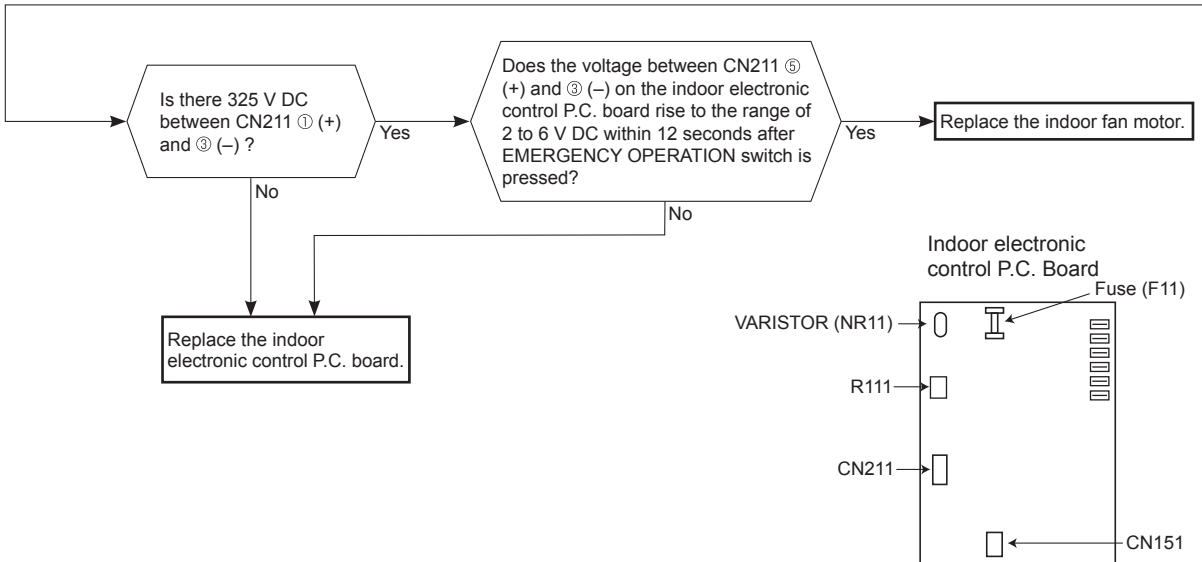 Is there 325 V DC
between CN211 ① (+)
and ③ (–) ?
Yes
No
Does the voltage between CN211 ⑤
(+) and ③ (–) on the indoor electronic
control P.C. board rise to the range of
2 to 6 V DC within 12 seconds after
EMERGENCY OPERATION switch is
pressed?
Yes
No
Replace the indoor fan motor.
Replace the indoor
electronic control P.C. board.
Indoor electronic
control P.C. Board
Fuse (F11)
VARISTOR (NR11)
R111
CN211
CN151